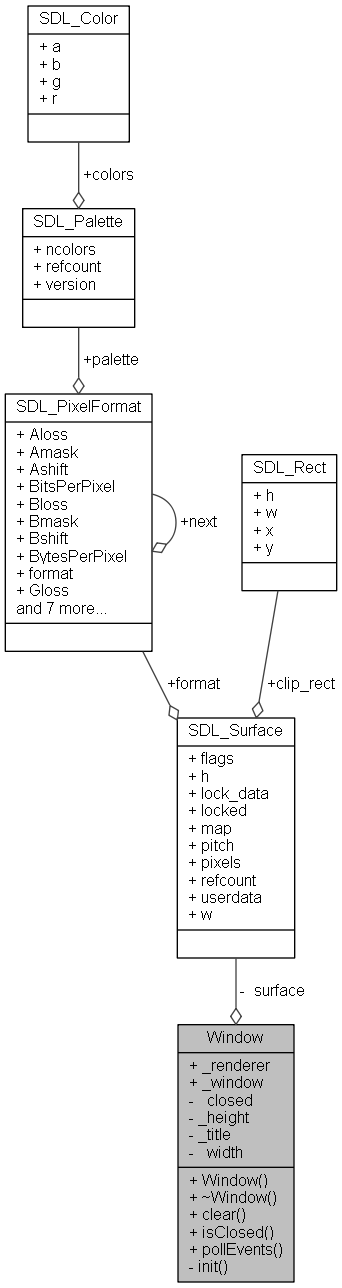 SDL_Color
+ a
+ b
+ g
+ r
+colors
SDL_Palette
+ ncolors
+ refcount
+ version
+palette
SDL_PixelFormat
+ Aloss
+ Amask
+ Ashift
+ BitsPerPixel
+ Bloss
+ Bmask
+ Bshift
+ BytesPerPixel
+ format
+ Gloss
and 7 more...
+next
SDL_Rect
+ h
+ w
+ x
+ y
+format
+clip_rect
SDL_Surface
+ flags
+ h
+ lock_data
+ locked
+ map
+ pitch
+ pixels
+ refcount
+ userdata
+ w
- surface
Window
+ _renderer
+ _window
- closed
- _height
- _title
- width
+ Window()
+ ~Window()
+ clear()
+ isClosed()
+ pollEvents()
- init()